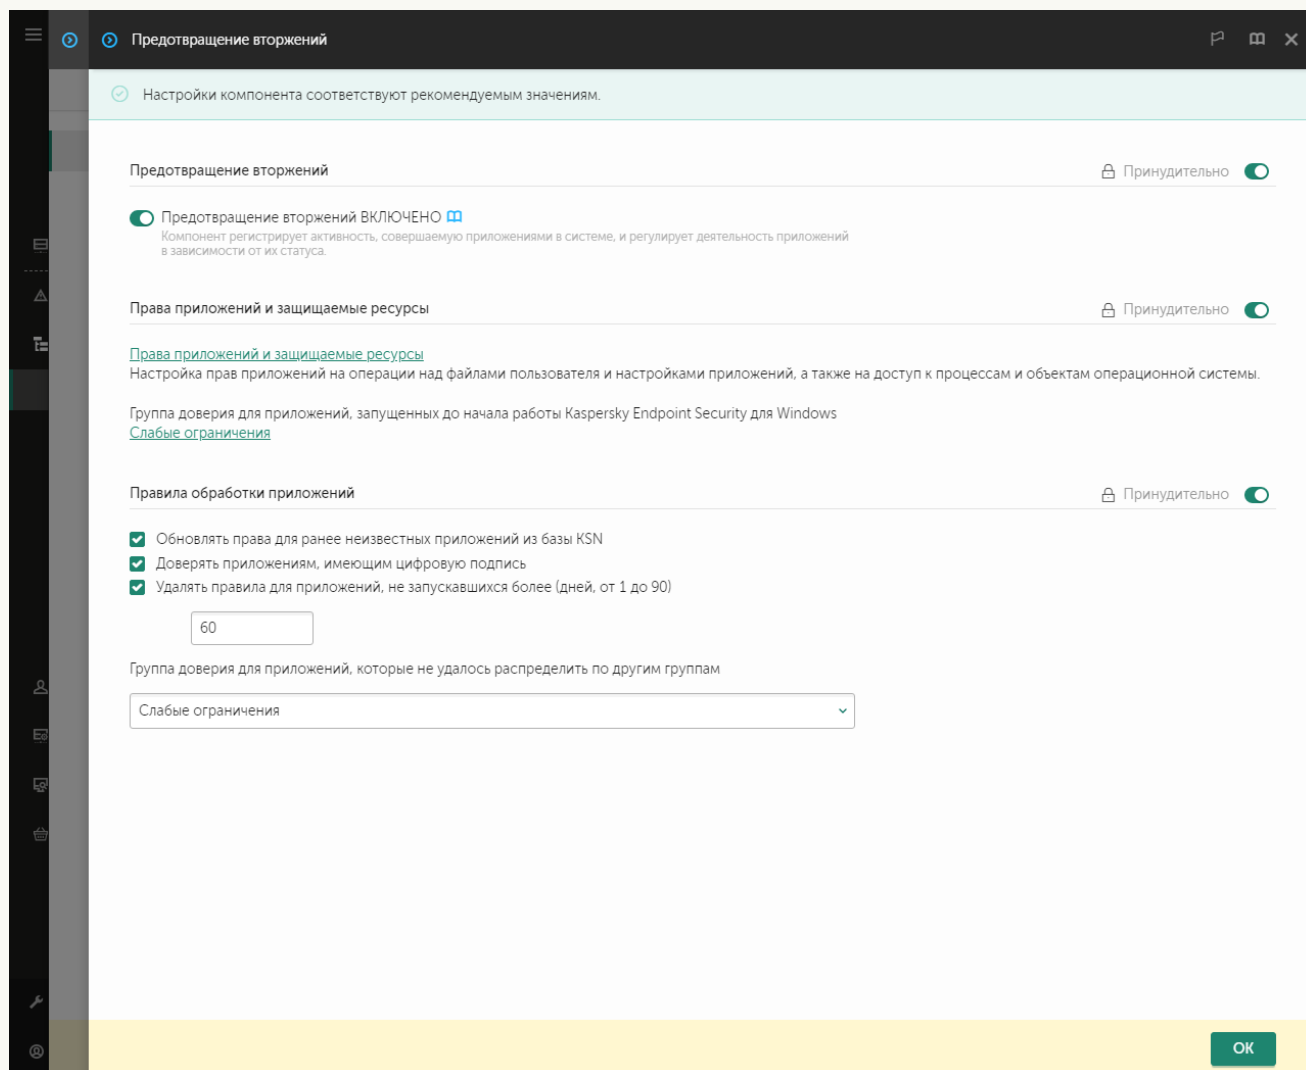 Предотвращение вторжений
Настройки компонента соответствуют рекомендуемым значениям.
Предотвращение вторжений
Принудительно
Предотвращение вторжений ВКЛЮЧЕНО
Компонент регистрирует активность, совершаемую приложениями в системе, и регулирует деятельность приложений
в зависимости от их статуса.
Права приложений и защищаемые ресурсы
Принудительно
Права приложений и защищаемые ресурсы
Настройка прав приложений на операции над файлами пользователя и настройками приложений, а также на доступ к процессам и объектам операционной системы.
Группа доверия для приложений, запущенных до начала работы Kaspersky Endpoint Security для Windows
Слабые ограничения
Правила обработки приложений
Принудительно
Обновлять права для ранее неизвестных приложений из базы KSN
Доверять приложениям, имеющим цифровую подпись
Удалять правила для приложений, не запускавшихся более (дней, от 1 до 90)
60
Группа доверия для приложений, которые не удалось распределить по другим группам
Слабые ограничения
ОК